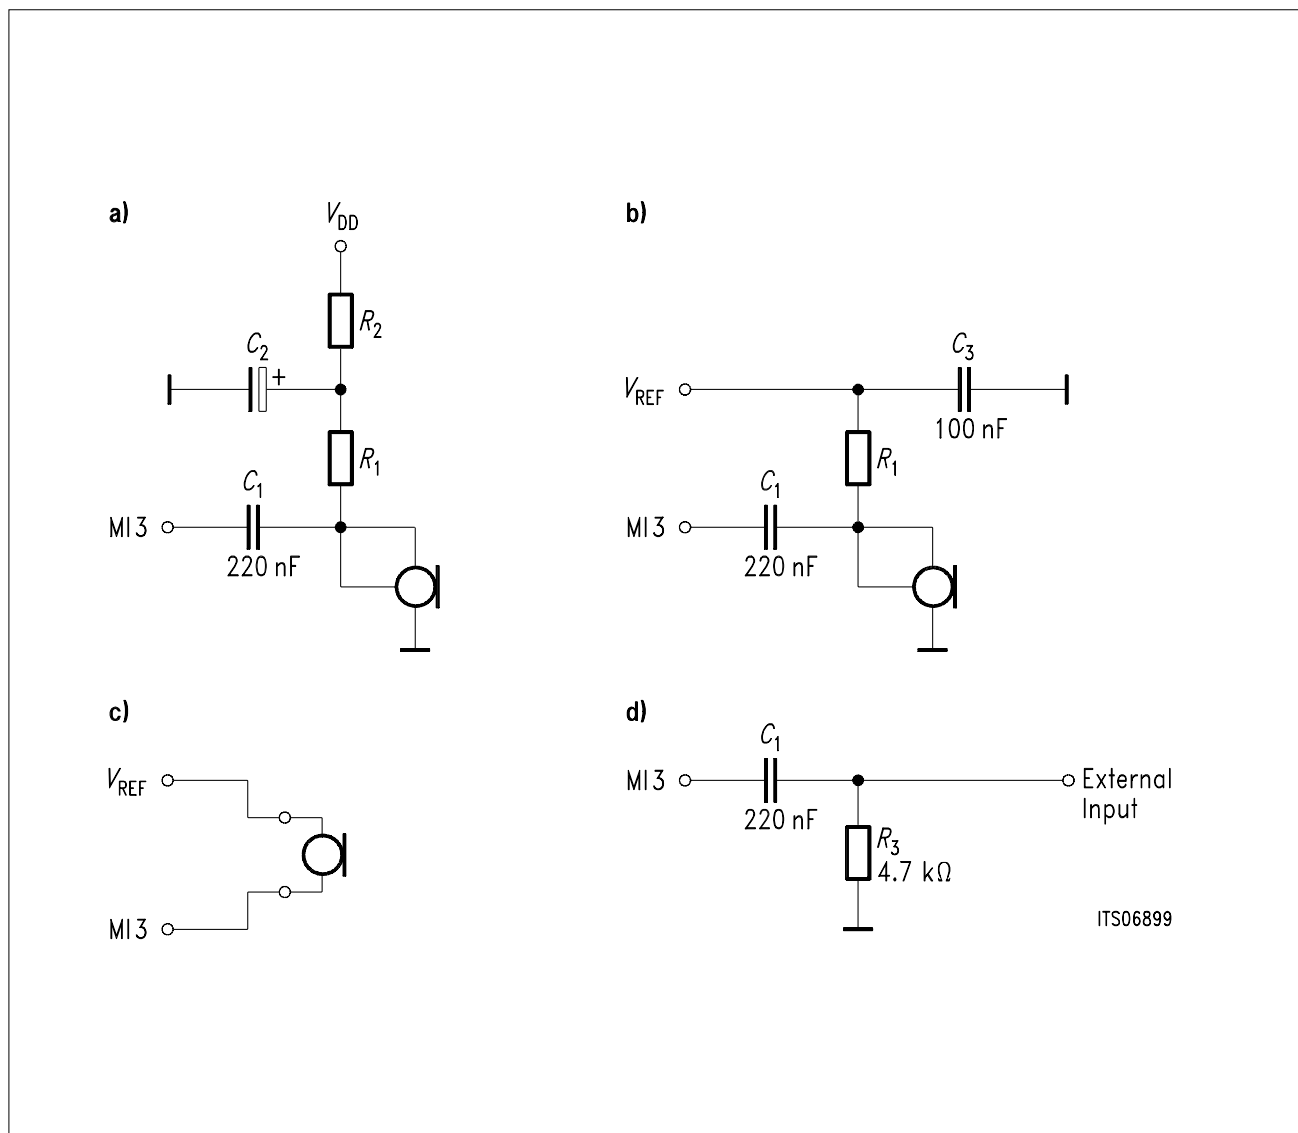 a)
V_DD
R_2
C_2
+
R_1
C_1
MI3
220 nF
b)
C_3
V_REF
100 nF
R_1
C_1
MI3
220 nF
c)
V_REF
MI3
d)
C_1
MI3
220 nF
External
Input
R_3
4.7 kΩ
ITS06899